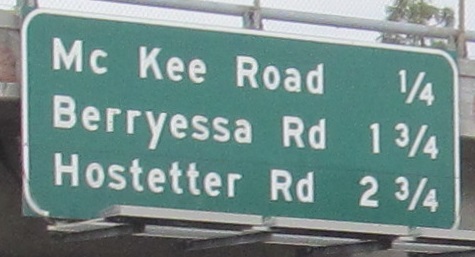 Mc Kee Road 1/4
Berryessa Rd 1 3/4
Hostetter Rd 2 3/4